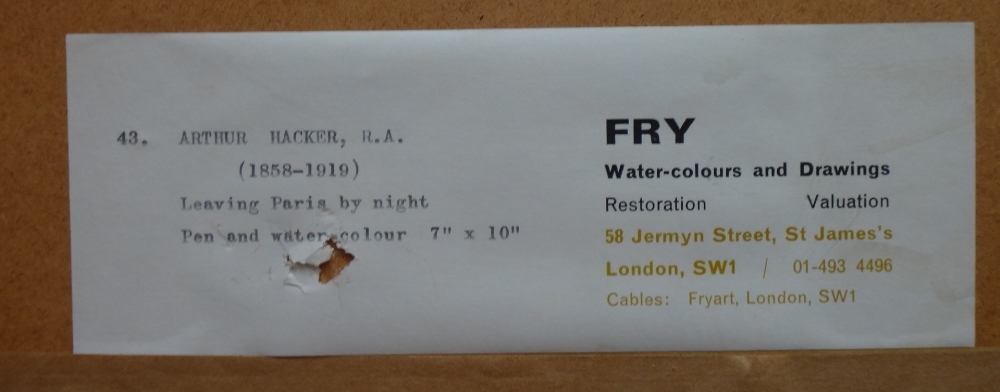 43. ARTHUR HACKER, R.A.
(1858-1919)
Leaving Paris by night
Pen and water-colour 7" x 10"
FRY
Water-colours and Drawings
Restoration Valuation
58 Jermyn Street, St James's
London, SW1 / 01-493 4496
Cables: Fryart, London, SW1